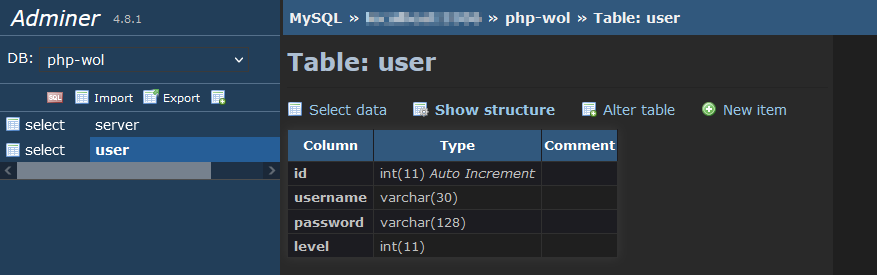 Adminer 4.8.1
MySQL » » php-wol » Table: user
DB: php-wol
Table: user
SQL Import Export
Select data Show structure Alter table New item
select server
select user
Column Type Comment
id int(11) Auto Increment
username varchar(30)
password varchar(128)
level int(11)